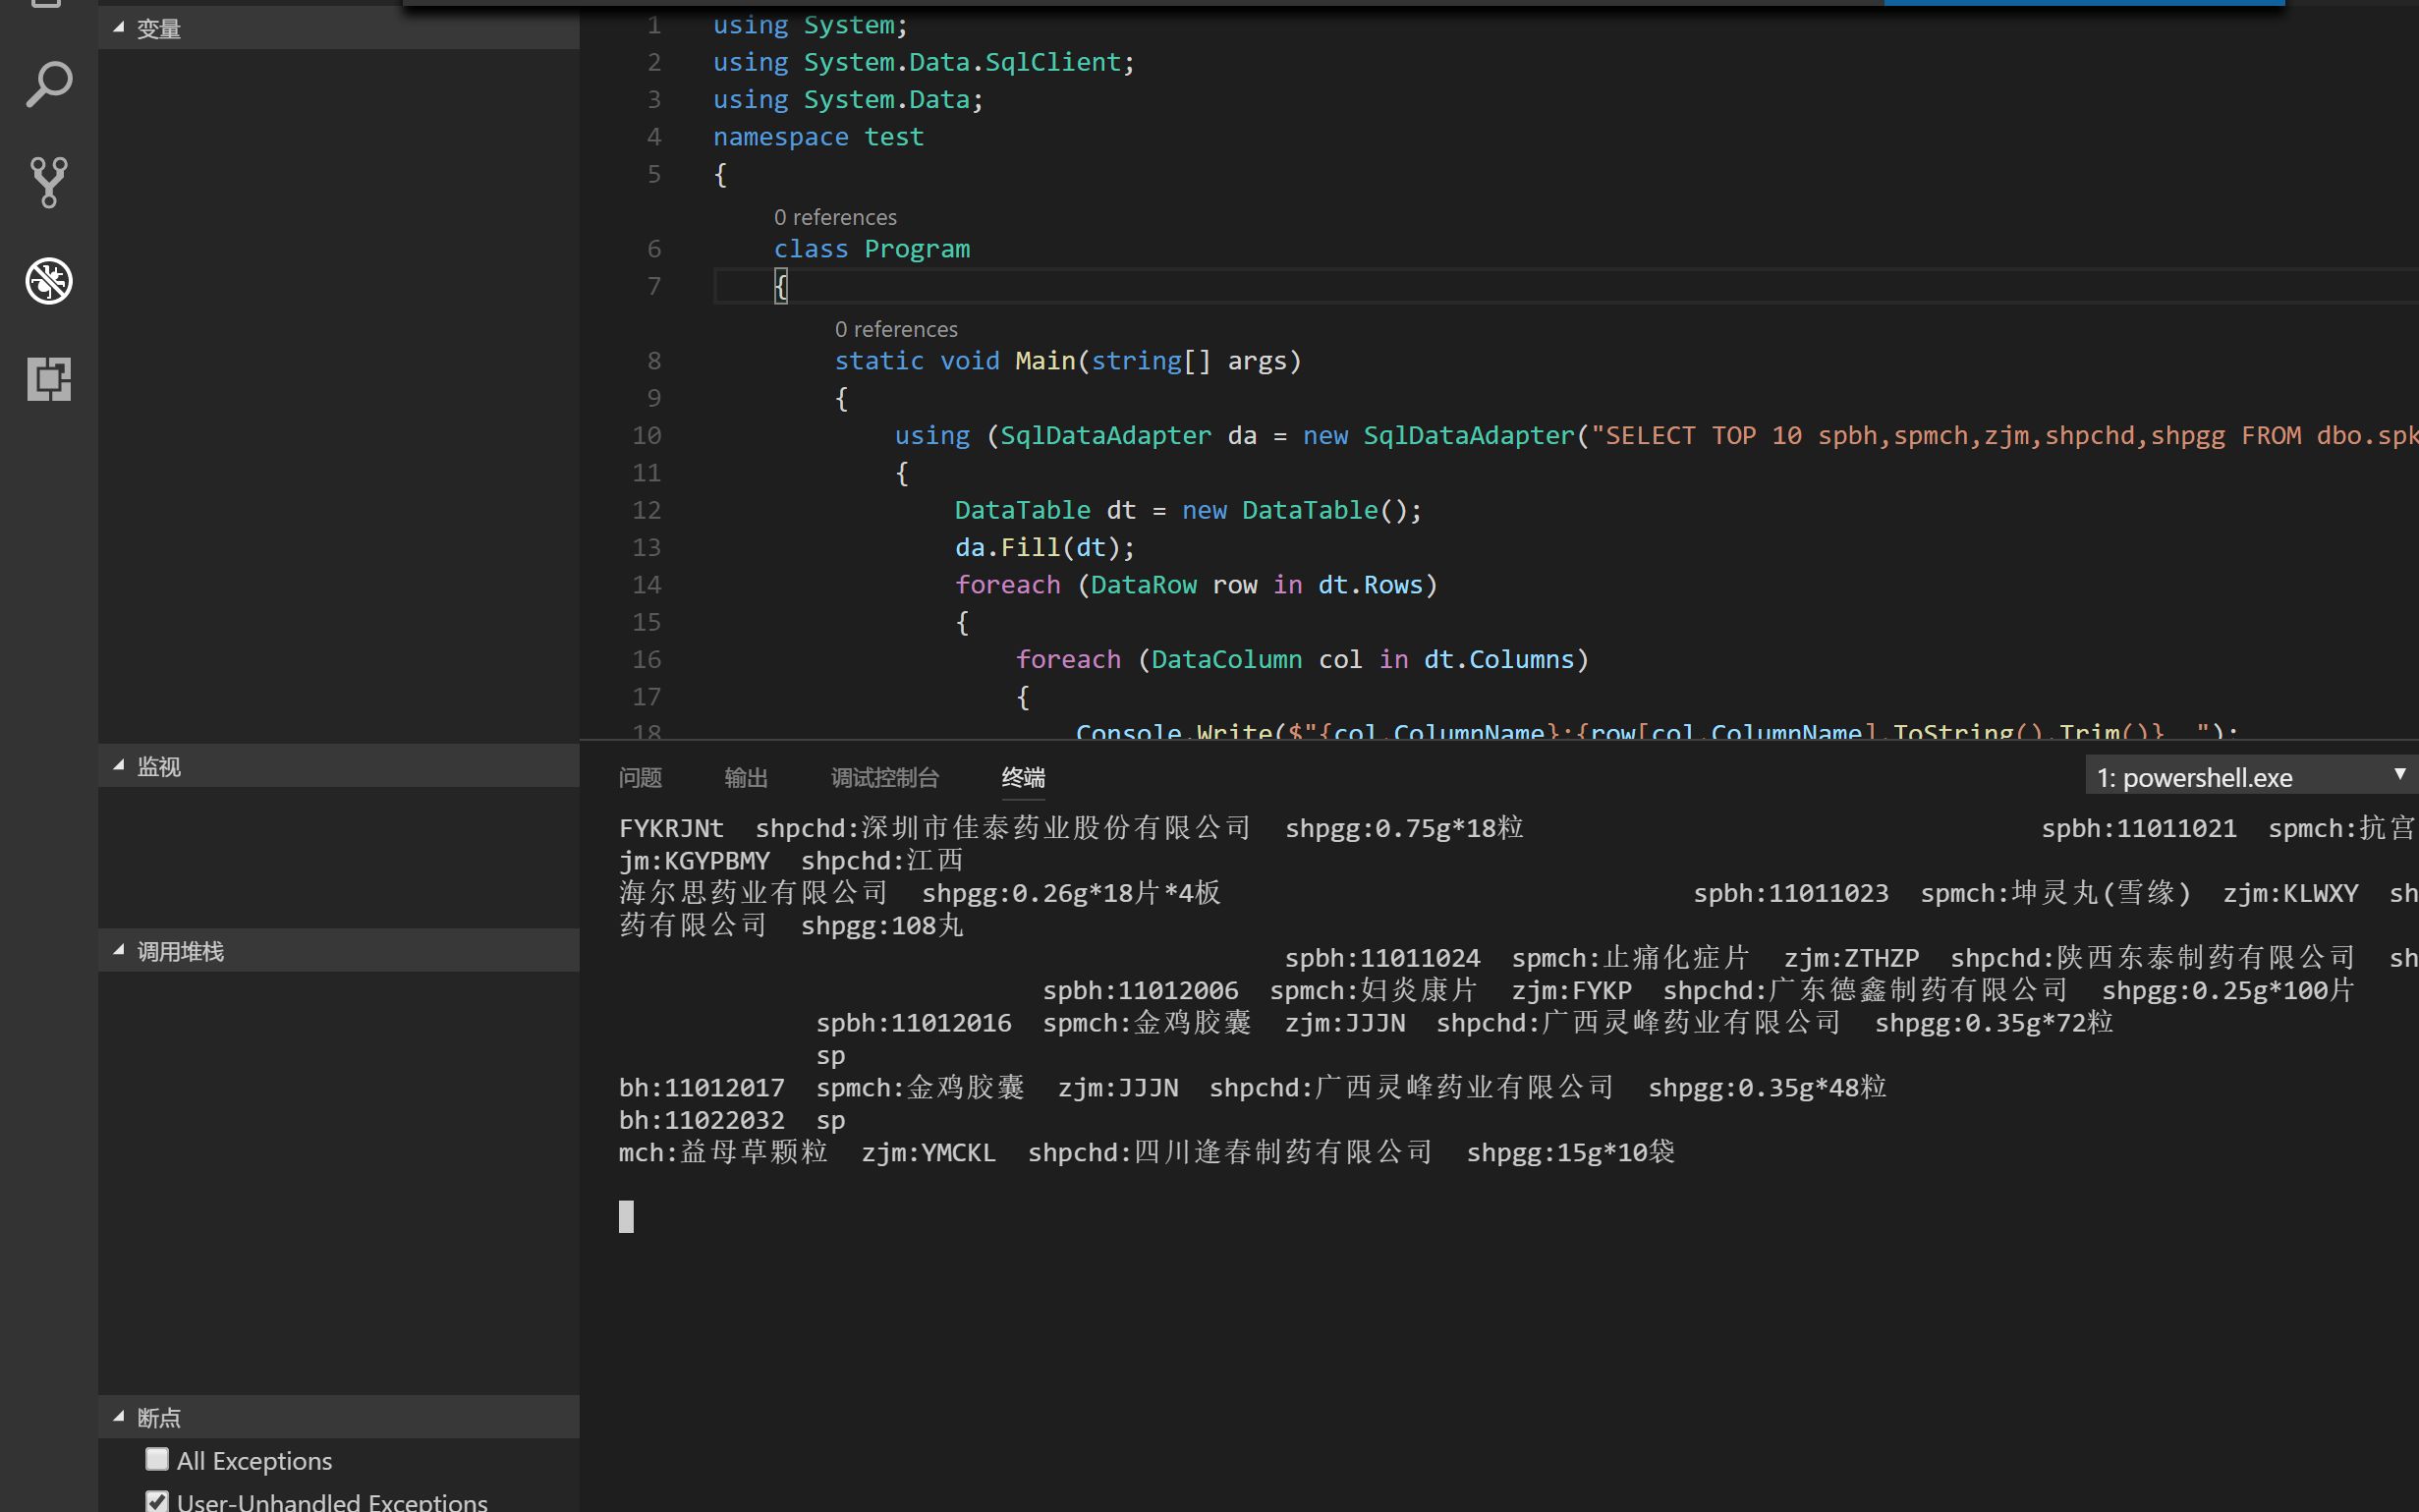 变量
1 using System;
2 using System.Data.SqlClient;
3 using System.Data;
4 namespace test
5 {
0 references
6 class Program
7 {
0 references
8 static void Main(string[] args)
9 {
10 using (SqlDataAdapter da = new SqlDataAdapter("SELECT TOP 10 spbh,spmch,zjm,shpchd,shpgg FROM dbo.spk
11 {
12 DataTable dt = new DataTable();
13 da.Fill(dt);
14 foreach (DataRow row in dt.Rows)
15 {
16 foreach (DataColumn col in dt.Columns)
17 {
18 Console.Write($"{col.ColumnName}:{row[col.ColumnName].ToString().Trim()}  ");
监视
调用堆栈
断点
All Exceptions
User-Unhandled Exceptions
问题 输出 调试控制台 终端 1: powershell.exe
FYKRJNt  shpchd:深圳市佳泰药业股份有限公司  shpgg:0.75g*18粒  spbh:11011021  spmch:抗宫
jm:KGYPBMY  shpchd:江西
海尔思药业有限公司  shpgg:0.26g*18片*4板  spbh:11011023  spmch:坤灵丸(雪缘)  zjm:KLWXY  sh
药有限公司  shpgg:108丸
spbh:11011024  spmch:止痛化症片  zjm:ZTHZP  shpchd:陕西东泰制药有限公司  sh
spbh:11012006  spmch:妇炎康片  zjm:FYKP  shpchd:广东德鑫制药有限公司  shpgg:0.25g*100片
spbh:11012016  spmch:金鸡胶囊  zjm:JJJN  shpchd:广西灵峰药业有限公司  shpgg:0.35g*72粒
sp
bh:11012017  spmch:金鸡胶囊  zjm:JJJN  shpchd:广西灵峰药业有限公司  shpgg:0.35g*48粒
bh:11022032  sp
mch:益母草颗粒  zjm:YMCKL  shpchd:四川逢春制药有限公司  shpgg:15g*10袋